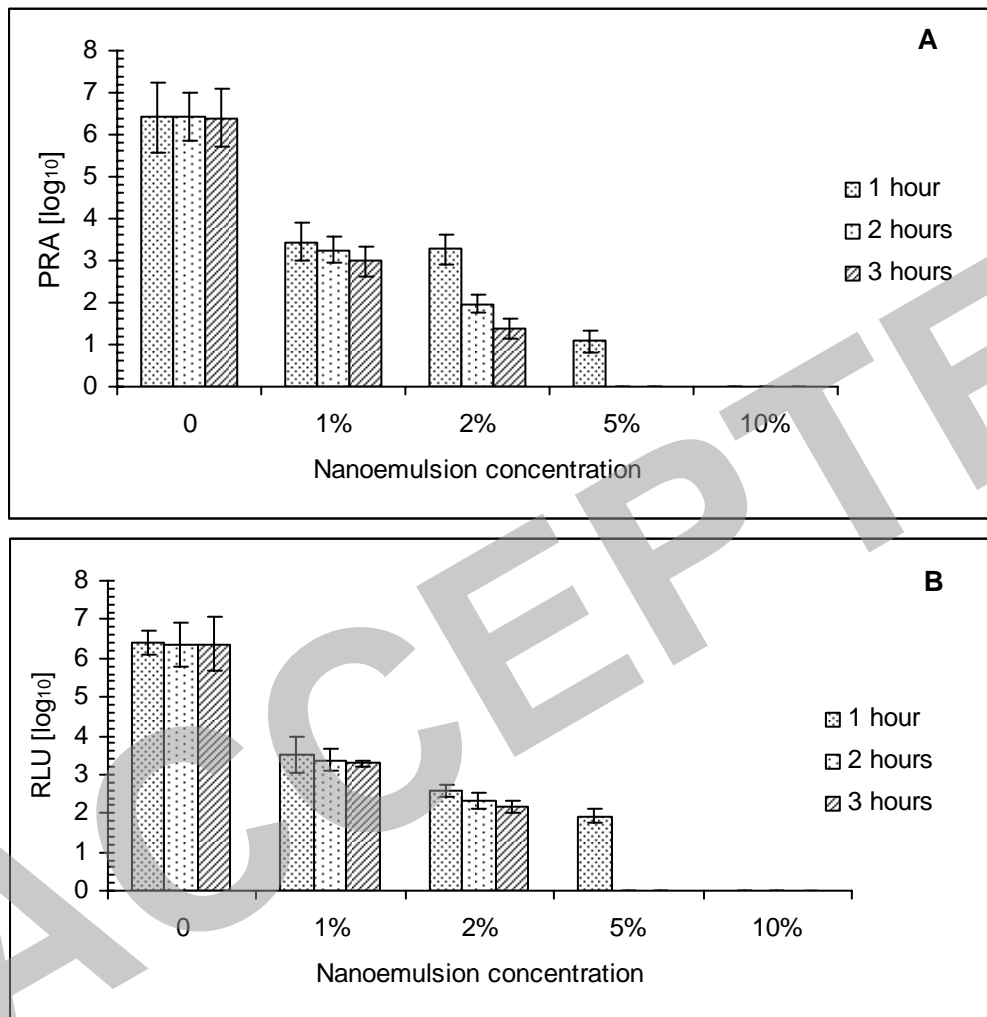 A
8
7
6
5
4
3
2
1
0
PRA [log10]
0 1% 2% 5% 10%
Nanoemulsion concentration
1 hour
2 hours
3 hours
B
8
7
6
5
4
3
2
1
0
RLU [log10]
0 1% 2% 5% 10%
Nanoemulsion concentration
1 hour
2 hours
3 hours
ACCEPTE